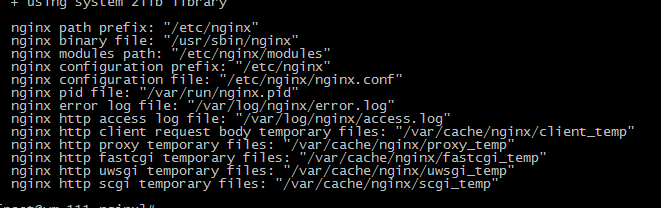 + using system zlib library
nginx path prefix: "/etc/nginx"
nginx binary file: "/usr/sbin/nginx"
nginx modules path: "/etc/nginx/modules"
nginx configuration prefix: "/etc/nginx"
nginx configuration file: "/etc/nginx/nginx.conf"
nginx pid file: "/var/run/nginx.pid"
nginx error log file: "/var/log/nginx/error.log"
nginx http access log file: "/var/log/nginx/access.log"
nginx http client request body temporary files: "/var/cache/nginx/client_temp"
nginx http proxy temporary files: "/var/cache/nginx/proxy_temp"
nginx http fastcgi temporary files: "/var/cache/nginx/fastcgi_temp"
nginx http uwsgi temporary files: "/var/cache/nginx/uwsgi_temp"
nginx http scgi temporary files: "/var/cache/nginx/scgi_temp"